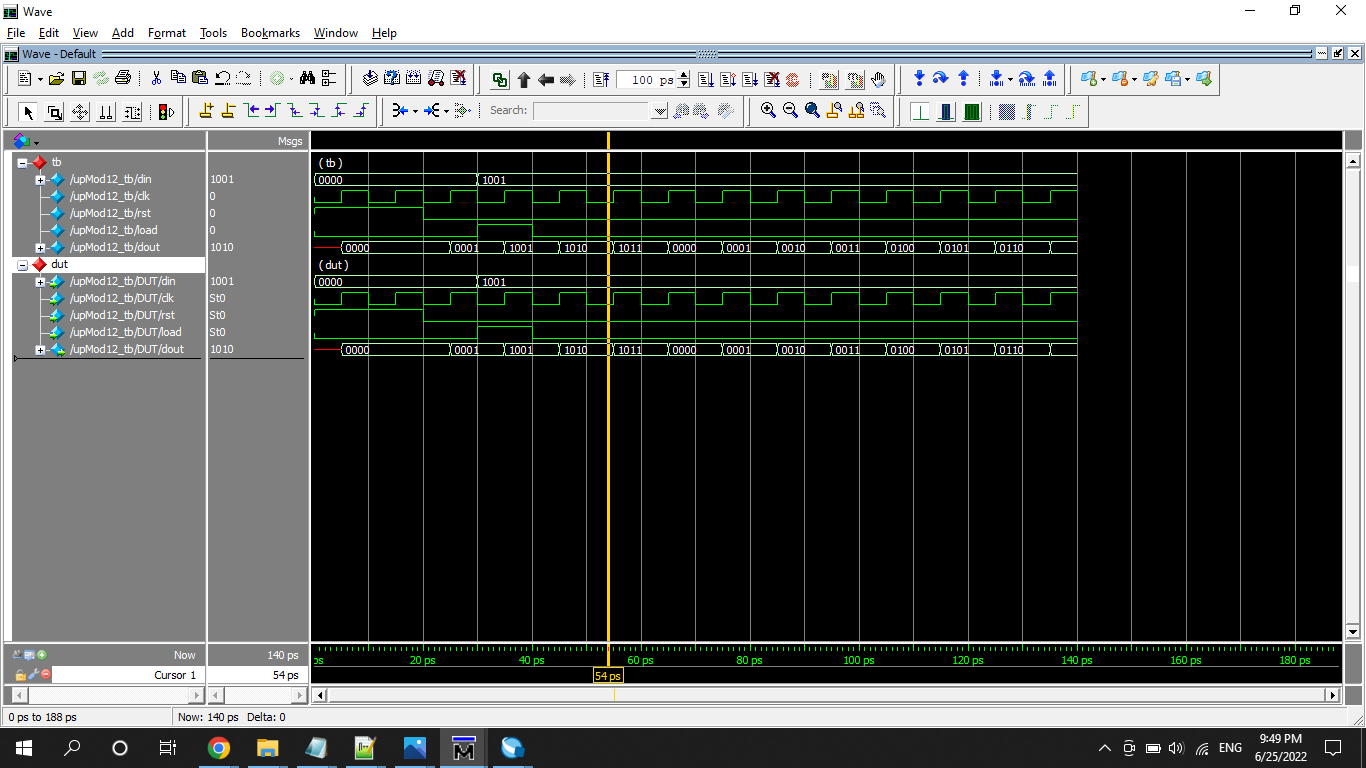 Wave
File Edit View Add Format Tools Bookmarks Window Help
Wave - Default
100 ps
Search:
Msgs
tb
(tb)
/upMod12_tb/din 1001 0000 1001
/upMod12_tb/clk 0
/upMod12_tb/rst 0
/upMod12_tb/load 0
/upMod12_tb/dout 1010 0000 0001 1001 1010 1011 0000 0001 0010 0011 0100 0101 0110
dut
(dut)
/upMod12_tb/DUT/din 1001 0000 1001
/upMod12_tb/DUT/clk St0
/upMod12_tb/DUT/rst St0
/upMod12_tb/DUT/load St0
/upMod12_tb/DUT/dout 1010 0000 0001 1001 1010 1011 0000 0001 0010 0011 0100 0101 0110
Now 140 ps ps 20 ps 40 ps 60 ps 80 ps 100 ps 120 ps 140 ps 160 ps 180 ps
Cursor 1 54 ps 54 ps
0 ps to 188 ps Now: 140 ps Delta: 0
ENG 9:49 PM
6/25/2022